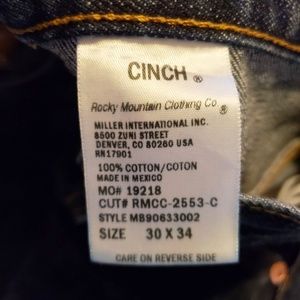 CINCH ®
Rocky Mountain Clothing Co. ®
MILLER INTERNATIONAL INC.
8500 ZUNI STREET
DENVER, CO 80260 USA
RN17901
100% COTTON/COTON
MADE IN MEXICO
MO# 19218
CUT# RMCC-2553-C
STYLE MB90633002
SIZE 30 X 34
CARE ON REVERSE SIDE